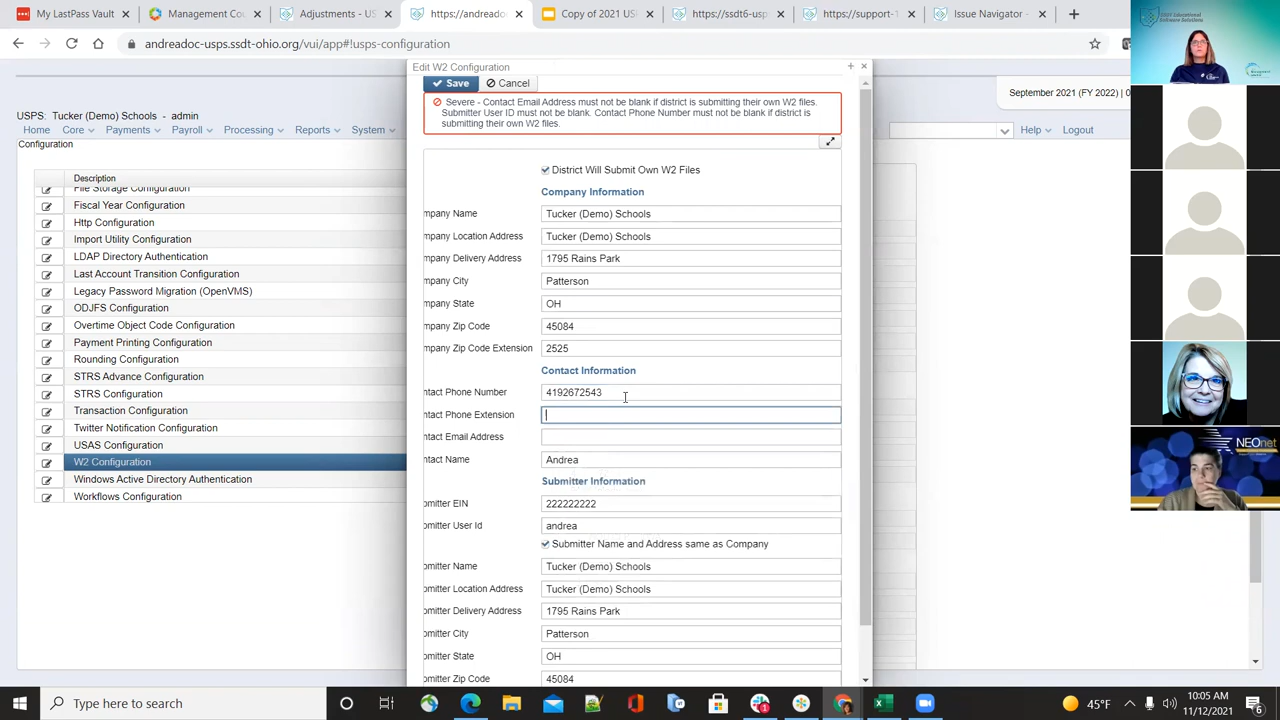 My LastPass Vault
Management Cou
Adjustments - US
https://andreadoc
Copy of 2021 SSD
https://ssdt6-usp
https://support-1
Issue Navigator -
andreadoc-usps.ssdt-ohio.org/vui/app#!usps-configuration
USPS: Tucker (Demo) Schools - admin
September 2021 (FY 2022) | 0
Home Core Payments Payroll Processing Reports System
Help Logout
Configuration
Description
File Storage Configuration
Fiscal Year Configuration
Http Configuration
Import Utility Configuration
LDAP Directory Authentication
Last Account Transition Configuration
Legacy Password Migration (OpenVMS)
ODJFS Configuration
Overtime Object Code Configuration
Payment Printing Configuration
Rounding Configuration
STRS Advance Configuration
STRS Configuration
Transaction Configuration
Twitter Notification Configuration
USAS Configuration
W2 Configuration
Windows Active Directory Authentication
Workflows Configuration
Edit W2 Configuration
Save Cancel
Severe - Contact Email Address must not be blank if district is submitting their own W2 files.
Submitter User ID must not be blank. Contact Phone Number must not be blank if district is
submitting their own W2 files.
District Will Submit Own W2 Files
Company Information
mpany Name Tucker (Demo) Schools
mpany Location Address Tucker (Demo) Schools
mpany Delivery Address 1795 Rains Park
mpany City Patterson
mpany State OH
mpany Zip Code 45084
mpany Zip Code Extension 2525
Contact Information
ntact Phone Number 4192672543
ntact Phone Extension
ntact Email Address
ntact Name Andrea
Submitter Information
bmitter EIN 222222222
bmitter User Id andrea
Submitter Name and Address same as Company
bmitter Name Tucker (Demo) Schools
bmitter Location Address Tucker (Demo) Schools
bmitter Delivery Address 1795 Rains Park
bmitter City Patterson
bmitter State OH
bmitter Zip Code 45084
NEOnet
Type here to search
45°F
10:05 AM
11/12/2021
6